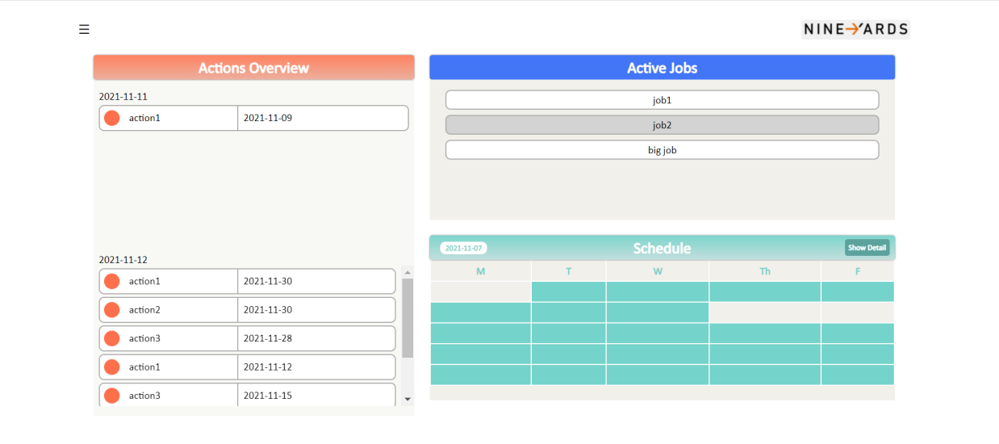 ☰
NINE YARDS
Actions Overview
2021-11-11
action1 2021-11-09
2021-11-12
action1 2021-11-30
action2 2021-11-30
action3 2021-11-28
action1 2021-11-12
action3 2021-11-15
Active Jobs
job1
job2
big job
2021-11-07 Schedule Show Detail
M T W Th F